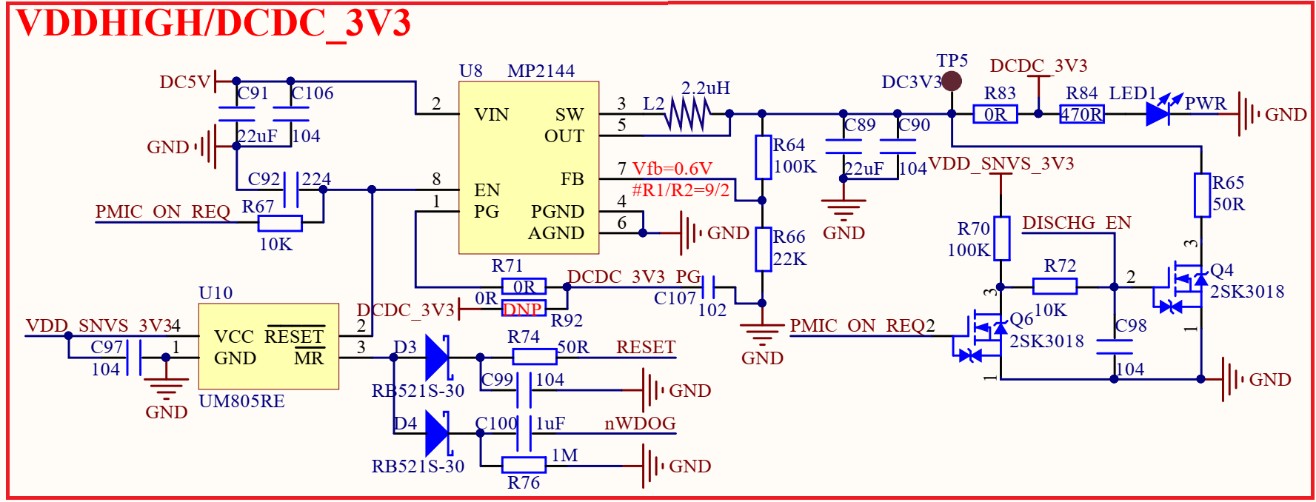 VDDHIGH/DCDC_3V3
U8 MP2144
TP5
DC3V3
DCDC_3V3
DC5V
C91
C106
2 VIN
SW 3
L2
2.2uH
R83
0R
R84
470R
LED1
PWR
GND
22uF
104
OUT 5
R64
100K
C89
C90
22uF
104
GND
VDD_SNVS_3V3
C92
224
8 EN
FB 7
Vfb=0.6V
#R1/R2=9/2
R65
50R
PMIC_ON_REQ
R67
10K
1 PG
PGND 4
AGND 6
GND
GND
R66
22K
R70
100K
DISCHG_EN
3
R71
0R
DCDC_3V3_PG
C107
102
R72
10K
2
Q4
2SK3018
DCDC_3V3
0R
DNP
R92
3
U10
VDD_SNVS_3V3
4 VCC
RESET 2
1 GND
MR 3
C97
104
GND
UM805RE
GND
PMIC_ON_REQ
2
Q6
2SK3018
C98
104
1
1
GND
D3
RB521S-30
R74
50R
RESET
C99
104
GND
D4
RB521S-30
C100
1uF
nWDOG
R76
1M
GND